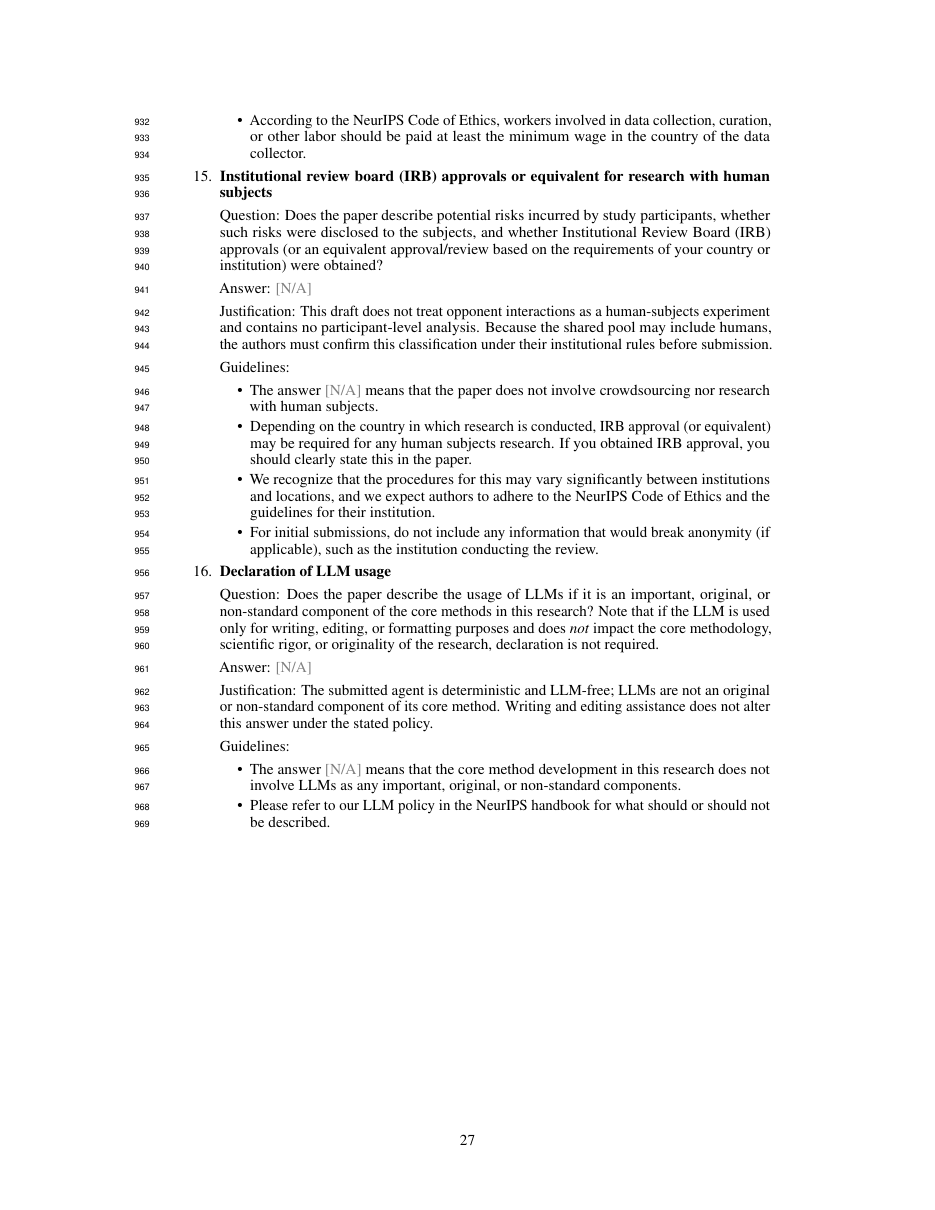 932 • According to the NeurIPS Code of Ethics, workers involved in data collection, curation,
933 or other labor should be paid at least the minimum wage in the country of the data
934 collector.
935 15. Institutional review board (IRB) approvals or equivalent for research with human
936 subjects
937 Question: Does the paper describe potential risks incurred by study participants, whether
938 such risks were disclosed to the subjects, and whether Institutional Review Board (IRB)
939 approvals (or an equivalent approval/review based on the requirements of your country or
940 institution) were obtained?
941 Answer: [N/A]
942 Justification: This draft does not treat opponent interactions as a human-subjects experiment
943 and contains no participant-level analysis. Because the shared pool may include humans,
944 the authors must confirm this classification under their institutional rules before submission.
945 Guidelines:
946 • The answer [N/A] means that the paper does not involve crowdsourcing nor research
947 with human subjects.
948 • Depending on the country in which research is conducted, IRB approval (or equivalent)
949 may be required for any human subjects research. If you obtained IRB approval, you
950 should clearly state this in the paper.
951 • We recognize that the procedures for this may vary significantly between institutions
952 and locations, and we expect authors to adhere to the NeurIPS Code of Ethics and the
953 guidelines for their institution.
954 • For initial submissions, do not include any information that would break anonymity (if
955 applicable), such as the institution conducting the review.
956 16. Declaration of LLM usage
957 Question: Does the paper describe the usage of LLMs if it is an important, original, or
958 non-standard component of the core methods in this research? Note that if the LLM is used
959 only for writing, editing, or formatting purposes and does not impact the core methodology,
960 scientific rigor, or originality of the research, declaration is not required.
961 Answer: [N/A]
962 Justification: The submitted agent is deterministic and LLM-free; LLMs are not an original
963 or non-standard component of its core method. Writing and editing assistance does not alter
964 this answer under the stated policy.
965 Guidelines:
966 • The answer [N/A] means that the core method development in this research does not
967 involve LLMs as any important, original, or non-standard components.
968 • Please refer to our LLM policy in the NeurIPS handbook for what should or should not
969 be described.
27